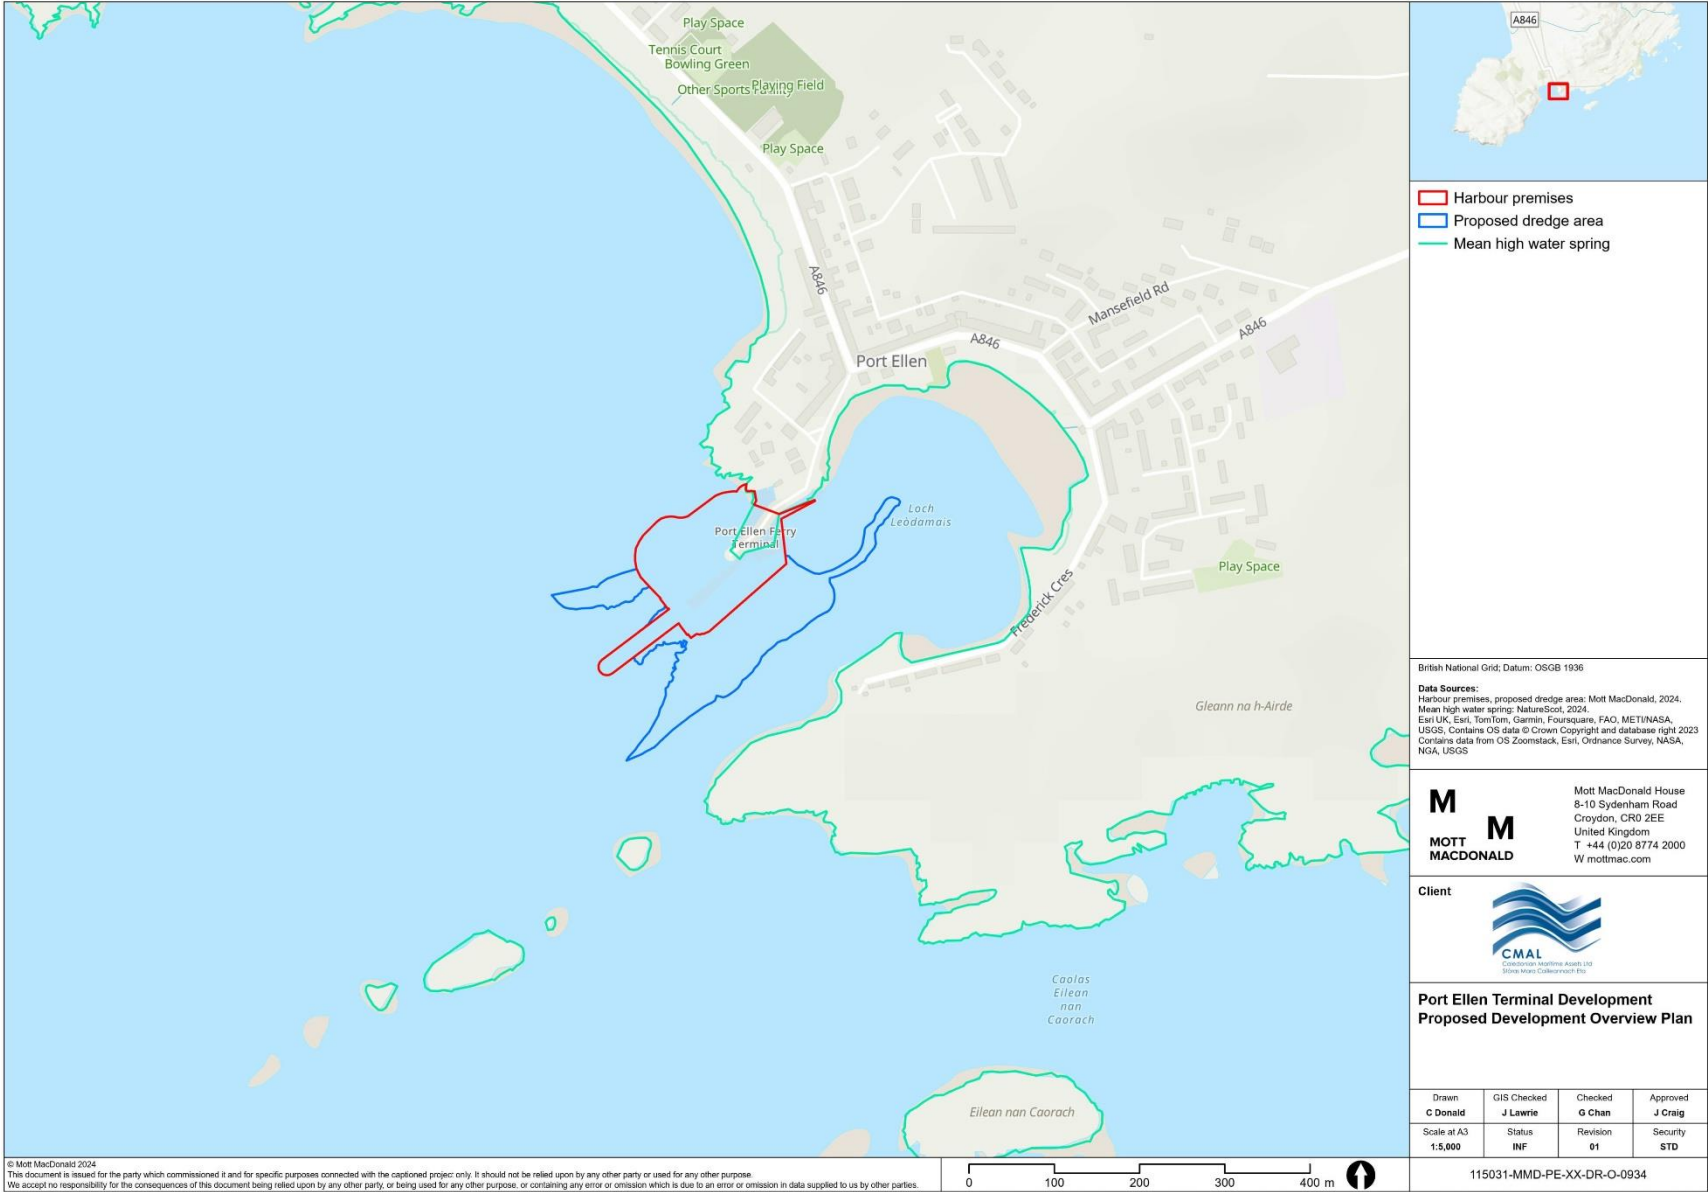 Play Space
Tennis Court
Bowling Green
Other Sports Facility
Playing Field
Play Space
A846
A846
Mansefield Rd
A846
Port Ellen
Loch
Leòdamais
Port Ellen Ferry
Terminal
Play Space
Frederick Cres
Gleann na h-Airde
Caolas
Eilean
nan
Caorach
Eilean nan Caorach
A846
Harbour premises
Proposed dredge area
Mean high water spring
British National Grid; Datum: OSGB 1936
Data Sources:
Harbour premises, proposed dredge area: Mott MacDonald, 2024.
Mean high water spring: NatureScot, 2024.
Esri UK, Esri, TomTom, Garmin, Foursquare, FAO, METI/NASA,
USGS, Contains OS data © Crown Copyright and database right 2023
Contains data from OS Zoomstack, Esri, Ordnance Survey, NASA,
NGA, USGS
M
M
MOTT
MACDONALD
Mott MacDonald House
8-10 Sydenham Road
Croydon, CR0 2EE
United Kingdom
T +44 (0)20 8774 2000
W mottmac.com
Client
CMAL
Caledonian Maritime Assets Ltd
Stòras Mara Cailleannach Eta
Port Ellen Terminal Development
Proposed Development Overview Plan
Drawn
C Donald
GIS Checked
J Lawrie
Checked
G Chan
Approved
J Craig
Scale at A3
1:5,000
Status
INF
Revision
01
Security
STD
115031-MMD-PE-XX-DR-O-0934
© Mott MacDonald 2024
This document is issued for the party which commissioned it and for specific purposes connected with the captioned project only. It should not be relied upon by any other party or used for any other purpose.
We accept no responsibility for the consequences of this document being relied upon by any other party, or being used for any other purpose, or containing any error or omission which is due to an error or omission in data supplied to us by other parties.
0 100 200 300 400 m